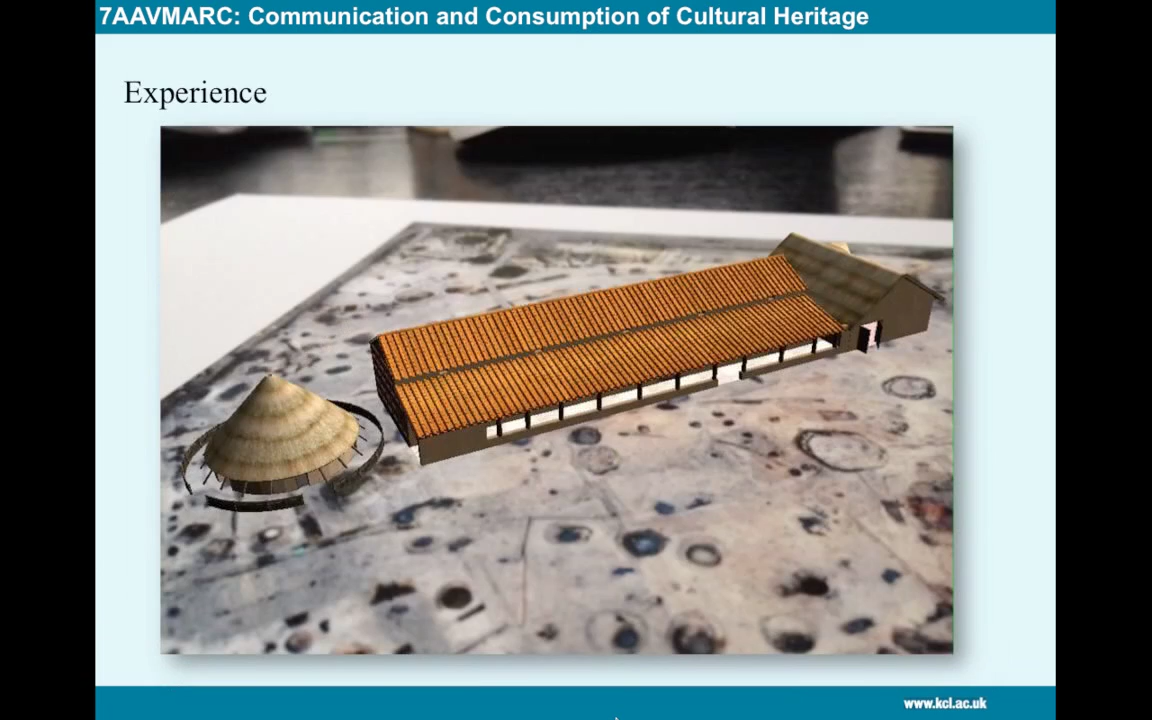 7AAVMARC: Communication and Consumption of Cultural Heritage
Experience
www.kcl.ac.uk